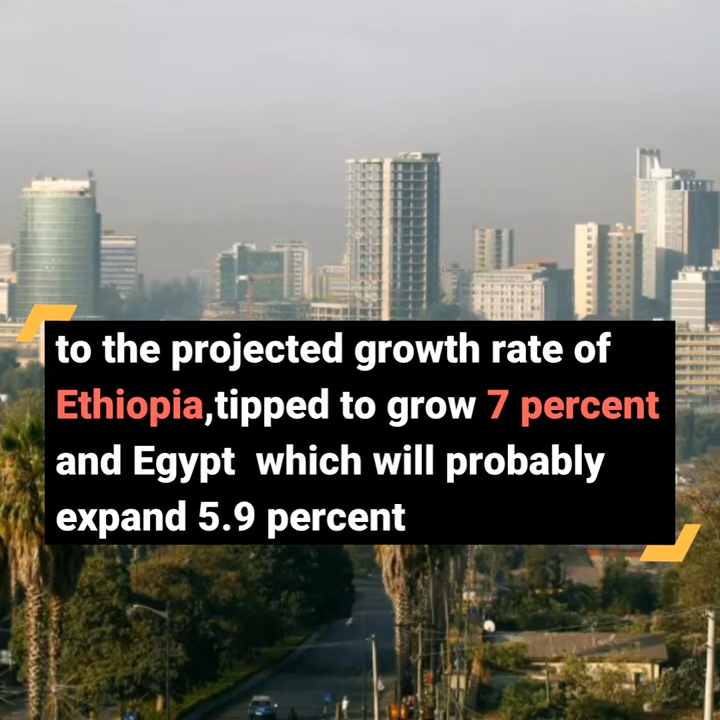 to the projected growth rate of
Ethiopia,tipped to grow 7 percent
and Egypt  which will probably
expand 5.9 percent